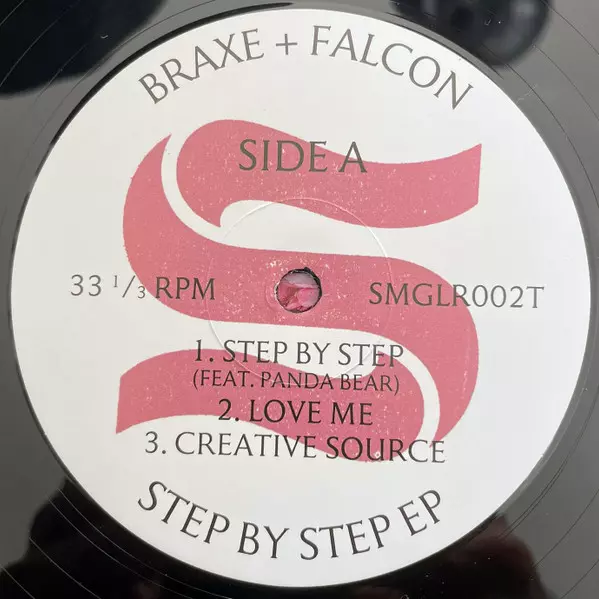 BRAXE + FALCON
SIDE A
33 ¹/₃ RPM
SMGLR002T
1. STEP BY STEP
(FEAT. PANDA BEAR)
2. LOVE ME
3. CREATIVE SOURCE
STEP BY STEP EP